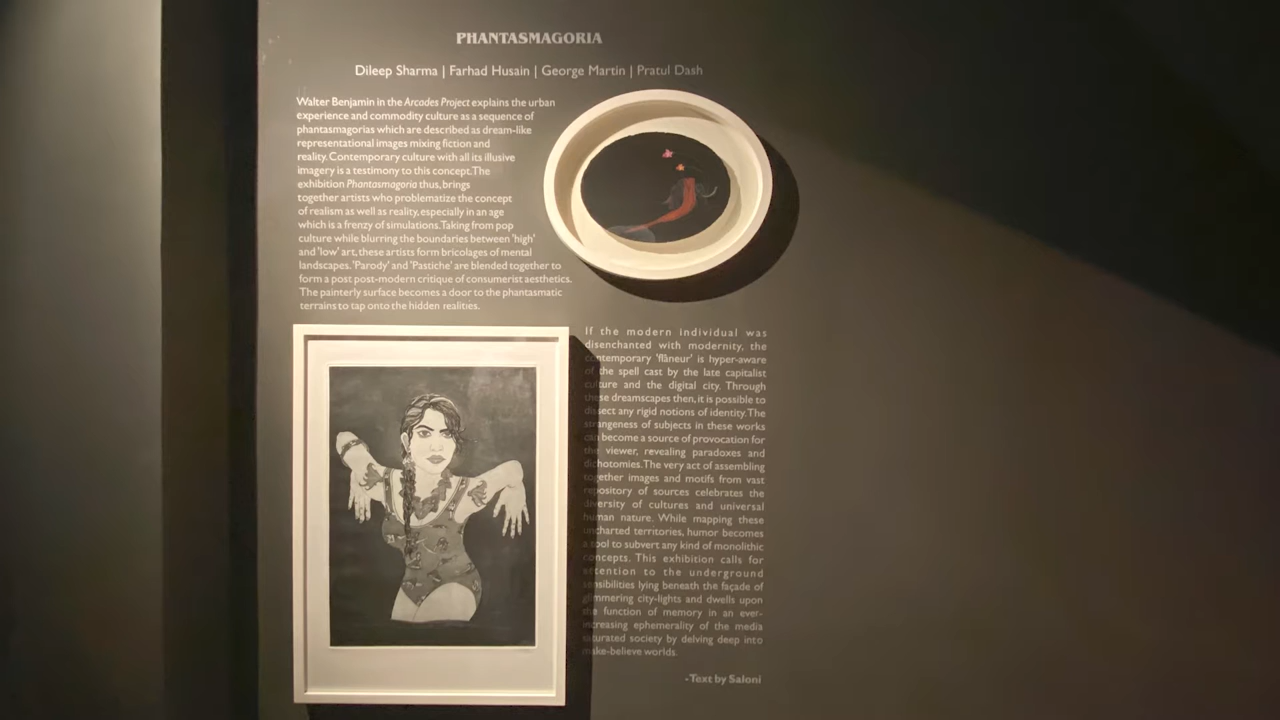 PHANTASMAGORIA
Dileep Sharma | Farhad Husain | George Martin | Pratul Dash
Walter Benjamin in the Arcades Project explains the urban
experience and commodity culture as a sequence of
phantasmagorias which are described as dream-like
representational images mixing fiction and
reality. Contemporary culture with all its illusive
imagery is a testimony to this concept.The
exhibition Phantasmagoria thus, brings
together artists who problematize the concept
of realism as well as reality, especially in an age
which is a frenzy of simulations.Taking from pop
culture while blurring the boundaries between 'high'
and 'low' art, these artists form bricolages of mental
landscapes. 'Parody' and 'Pastiche' are blended together to
form a post post-modern critique of consumerist aesthetics.
The painterly surface becomes a door to the phantasmatic
terrains to tap onto the hidden realities.
If the modern individual was
disenchanted with modernity, the
contemporary 'flâneur' is hyper-aware
of the spell cast by the late capitalist
culture and the digital city. Through
these dreamscapes then, it is possible to
dissect any rigid notions of identity.The
strangeness of subjects in these works
can become a source of provocation for
the viewer, revealing paradoxes and
dichotomies.The very act of assembling
together images and motifs from vast
repository of sources celebrates the
diversity of cultures and universal
human nature. While mapping these
uncharted territories, humor becomes
a tool to subvert any kind of monolithic
concepts. This exhibition calls for
attention to the underground
sensibilities lying beneath the façade of
glimmering city-lights and dwells upon
the function of memory in an ever-
increasing ephemerality of the media
saturated society by delving deep into
make-believe worlds.
-Text by Saloni